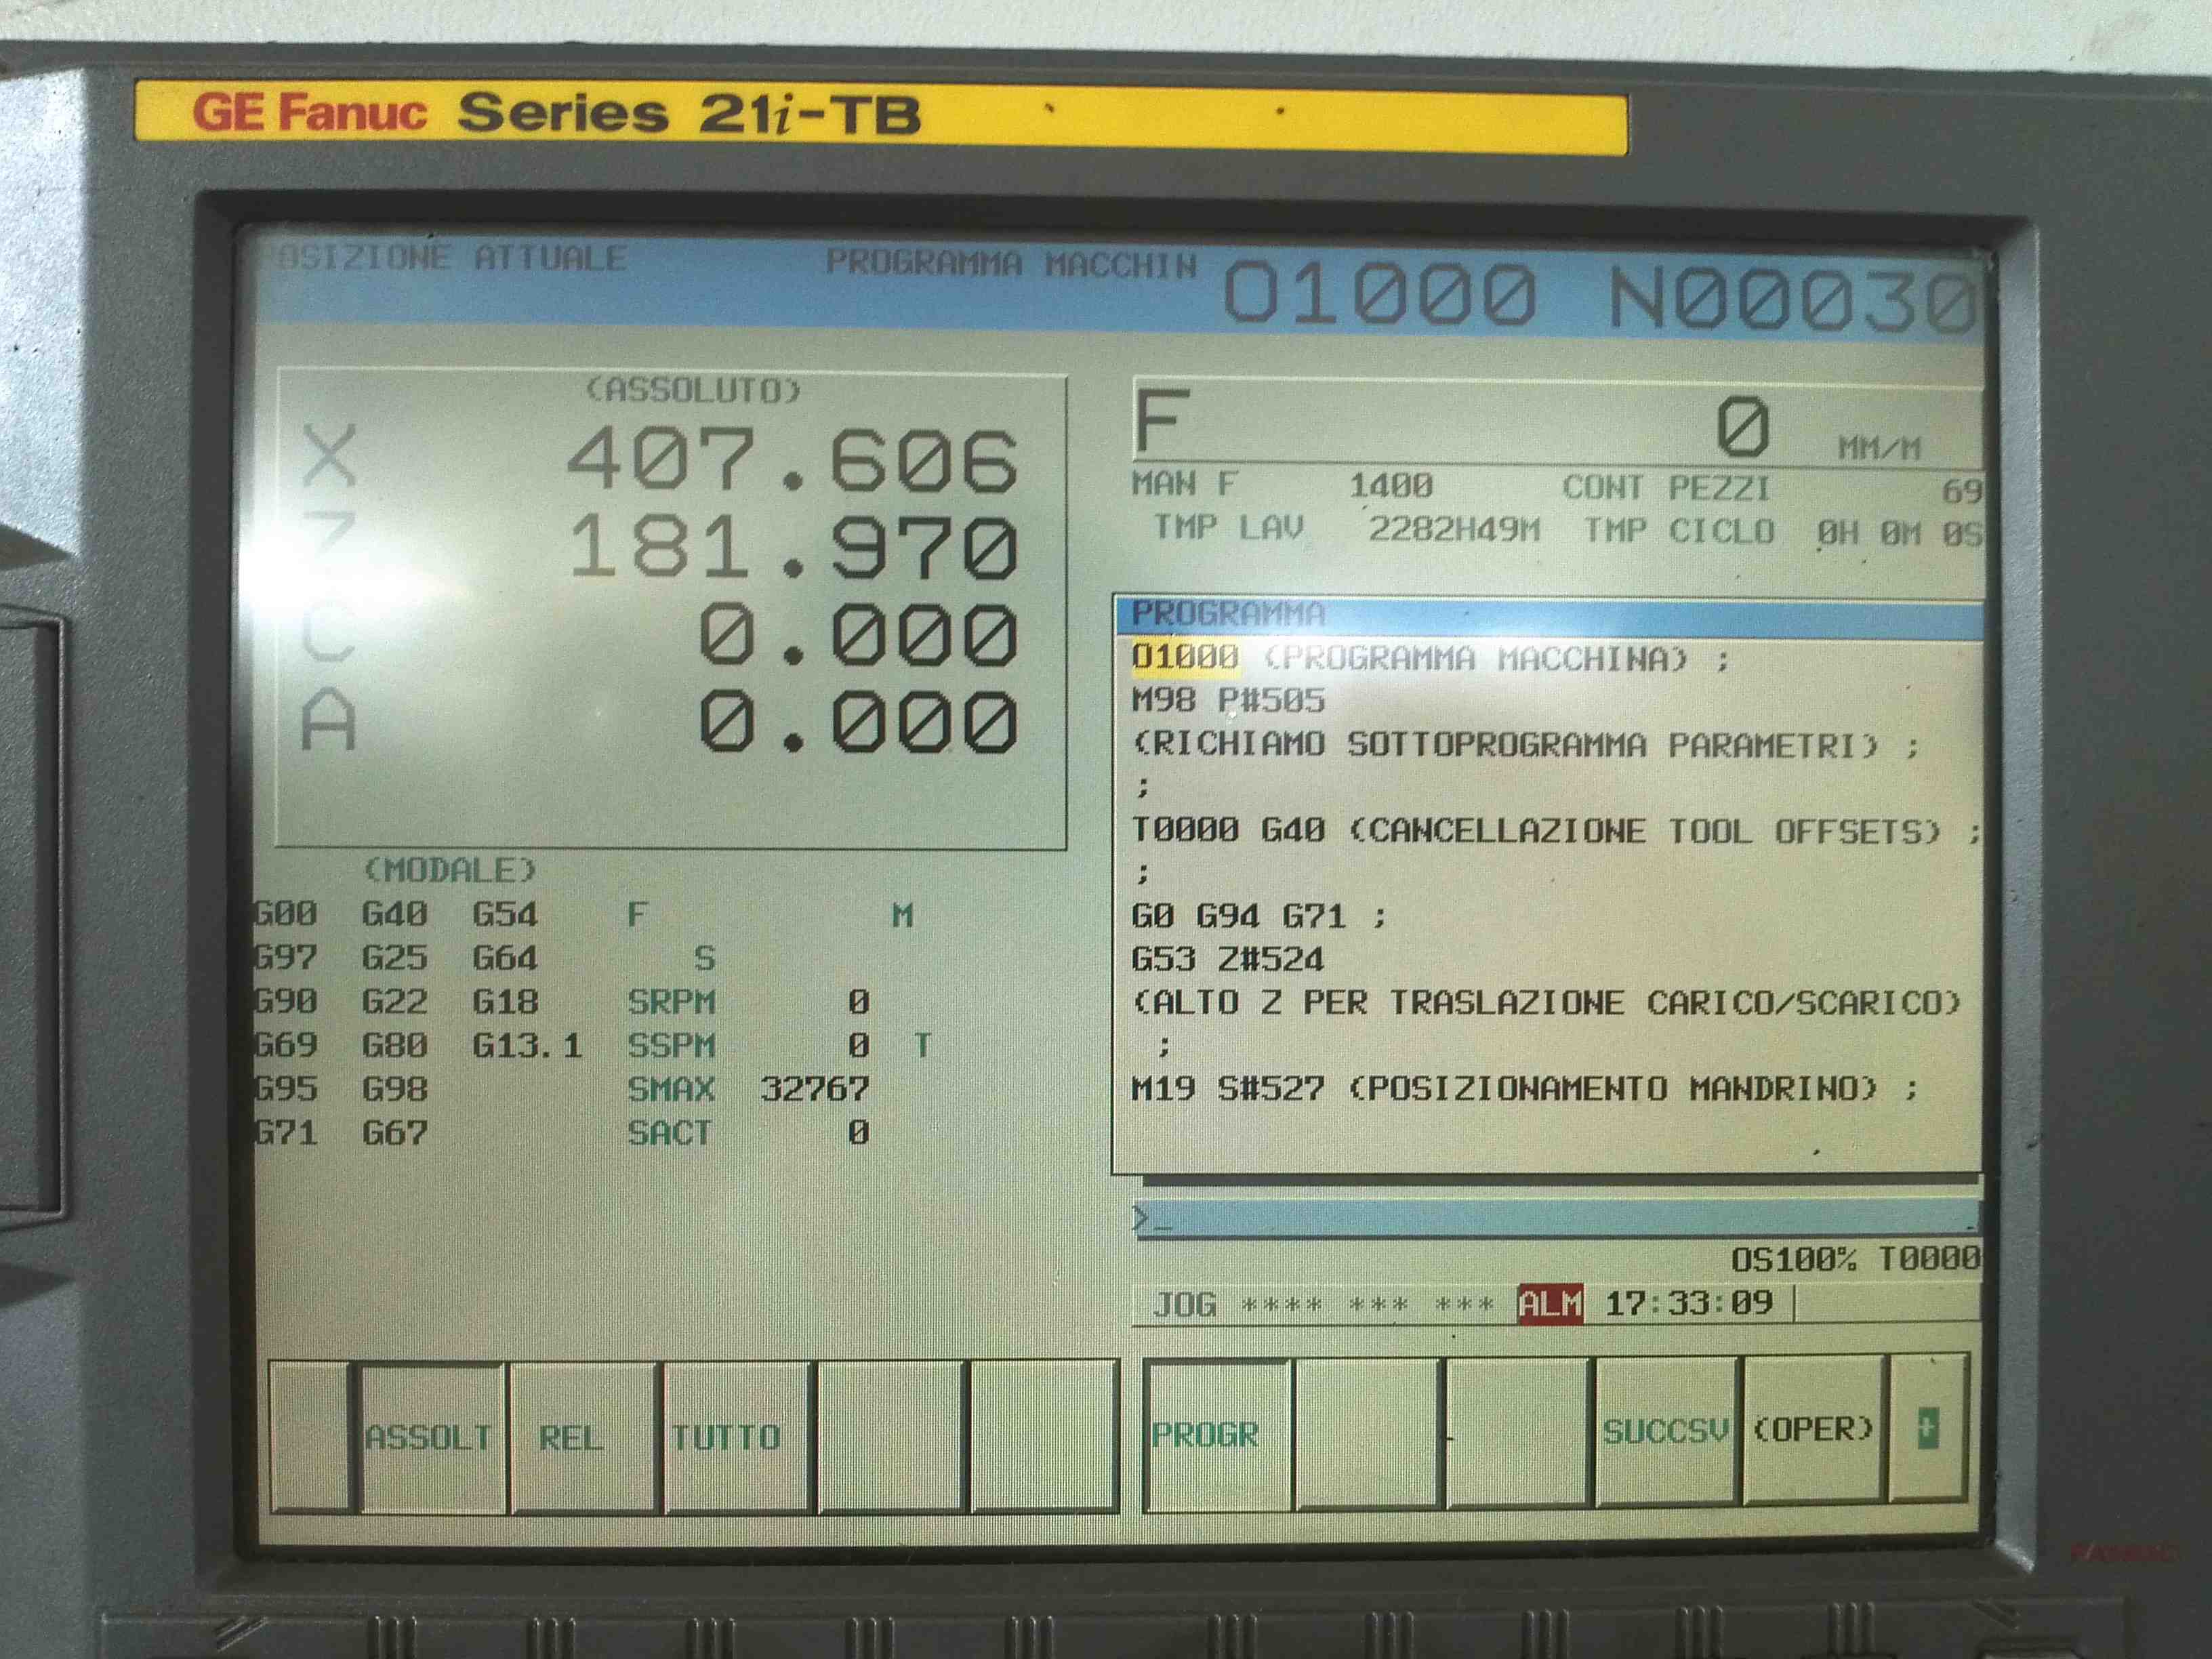 GE Fanuc Series 21i-TB
POSIZIONE ATTUALE
PROGRAMMA MACCHIN
O1000 N00030
(ASSOLUTO)
X 407.606
Z 181.970
C 0.000
A 0.000
F 0 MM/M
MAN F 1400 CONT PEZZI 69
TMP LAV 2282H49M TMP CICLO 0H 0M 0S
(MODALE)
G00 G40 G54 F M
G97 G25 G64 S
G90 G22 G18 SRPM 0
G69 G80 G13.1 SSPM 0 T
G95 G98 SMAX 32767
G71 G67 SACT 0
PROGRAMMA
O1000 (PROGRAMMA MACCHINA) ;
M98 P#505
(RICHIAMO SOTTOPROGRAMMA PARAMETRI) ;
;
T0000 G40 (CANCELLAZIONE TOOL OFFSETS) ;
;
G0 G94 G71 ;
G53 Z#524
(ALTO Z PER TRASLAZIONE CARICO/SCARICO)
;
M19 S#527 (POSIZIONAMENTO MANDRINO) ;
>_
OS100% T0000
JOG **** *** *** ALM 17:33:09
ASSOLT REL TUTTO PROGR SUCCSV (OPER) +
FANUC